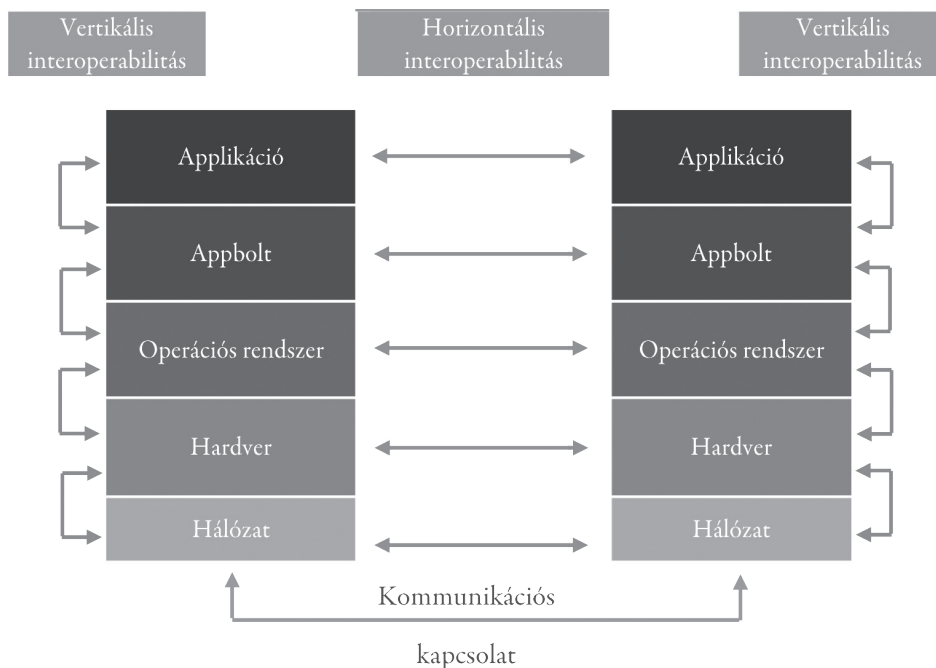 Vertikális
interoperabilitás
Horizontális
interoperabilitás
Vertikális
interoperabilitás
Applikáció
Applikáció
Appbolt
Appbolt
Operációs rendszer
Operációs rendszer
Hardver
Hardver
Hálózat
Hálózat
Kommunikációs
kapcsolat